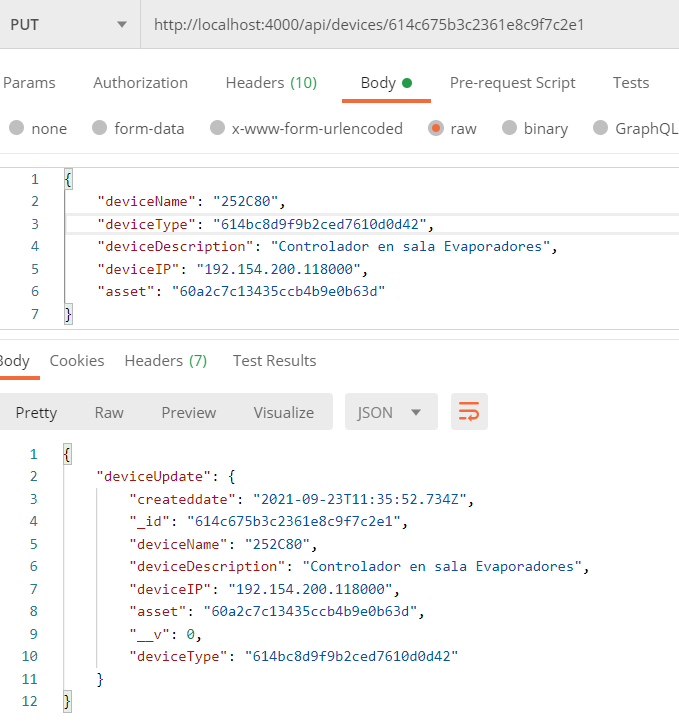 PUT http://localhost:4000/api/devices/614c675b3c2361e8c9f7c2e1
Params Authorization Headers (10) Body Pre-request Script Tests
none form-data x-www-form-urlencoded raw binary GraphQL
1 {
2 "deviceName": "252C80",
3 "deviceType": "614bc8d9f9b2ced7610d0d42",
4 "deviceDescription": "Controlador en sala Evaporadores",
5 "deviceIP": "192.154.200.118000",
6 "asset": "60a2c7c13435ccb4b9e0b63d"
7 }
Body Cookies Headers (7) Test Results
Pretty Raw Preview Visualize JSON
1 {
2 "deviceUpdate": {
3 "createddate": "2021-09-23T11:35:52.734Z",
4 "_id": "614c675b3c2361e8c9f7c2e1",
5 "deviceName": "252C80",
6 "deviceDescription": "Controlador en sala Evaporadores",
7 "deviceIP": "192.154.200.118000",
8 "asset": "60a2c7c13435ccb4b9e0b63d",
9 "__v": 0,
10 "deviceType": "614bc8d9f9b2ced7610d0d42"
11 }
12 }